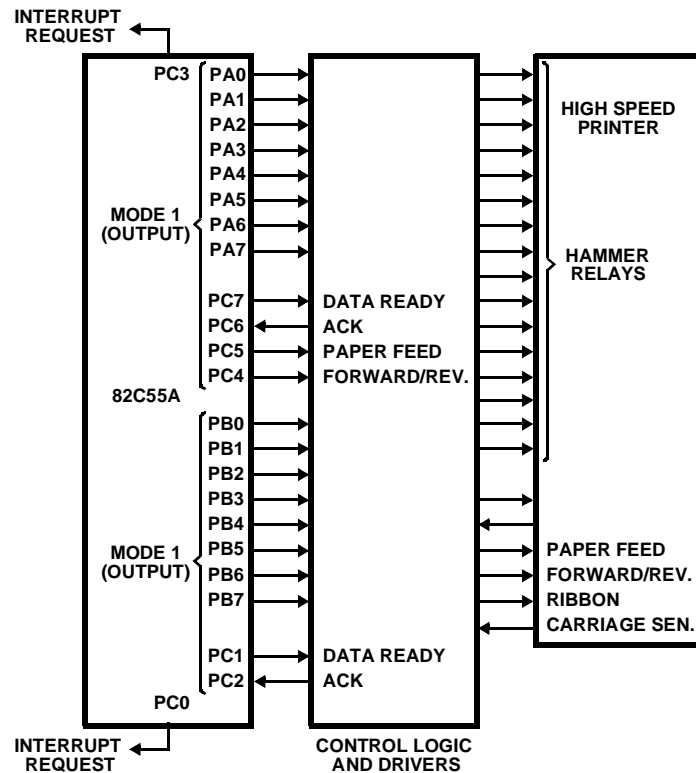 INTERRUPT
REQUEST
PC3
PA0
PA1
PA2
PA3
PA4
PA5
PA6
PA7
MODE 1
(OUTPUT)
PC7
PC6
PC5
PC4
82C55A
PB0
PB1
PB2
PB3
PB4
PB5
PB6
PB7
MODE 1
(OUTPUT)
PC1
PC2
PC0
INTERRUPT
REQUEST
DATA READY
ACK
PAPER FEED
FORWARD/REV.
DATA READY
ACK
CONTROL LOGIC
AND DRIVERS
HIGH SPEED
PRINTER
HAMMER
RELAYS
PAPER FEED
FORWARD/REV.
RIBBON
CARRIAGE SEN.